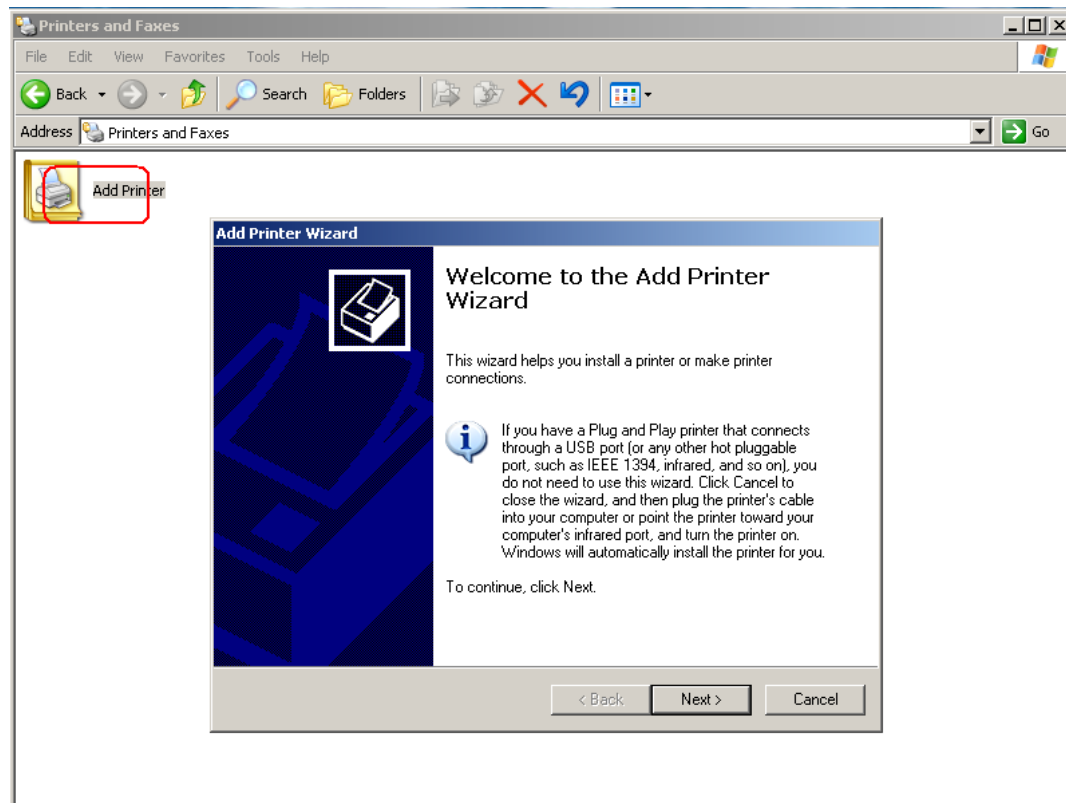 Printers and Faxes
File Edit View Favorites Tools Help
Back Search Folders
Address Printers and Faxes Go
Add Printer
Add Printer Wizard
Welcome to the Add Printer
Wizard
This wizard helps you install a printer or make printer
connections.
If you have a Plug and Play printer that connects
through a USB port (or any other hot pluggable
port, such as IEEE 1394, infrared, and so on), you
do not need to use this wizard. Click Cancel to
close the wizard, and then plug the printer's cable
into your computer or point the printer toward your
computer's infrared port, and turn the printer on.
Windows will automatically install the printer for you.
To continue, click Next.
< Back Next > Cancel